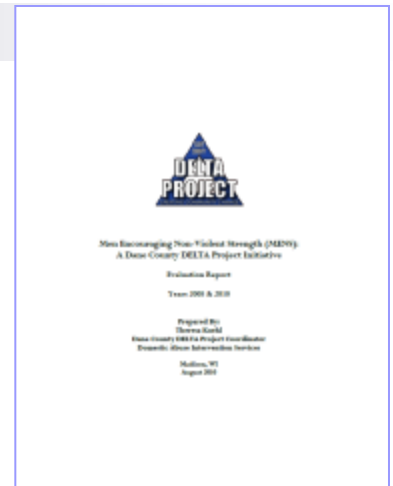 DELTA
PROJECT
Men Encouraging Non-Violent Strength (MENS):
A Dane County DELTA Project Initiative
Evaluation Report
Years &
Prepared By:
Theresa
Dane County DELTA Project Coordinator
Domestic Abuse Intervention Services
Madison, WI
August